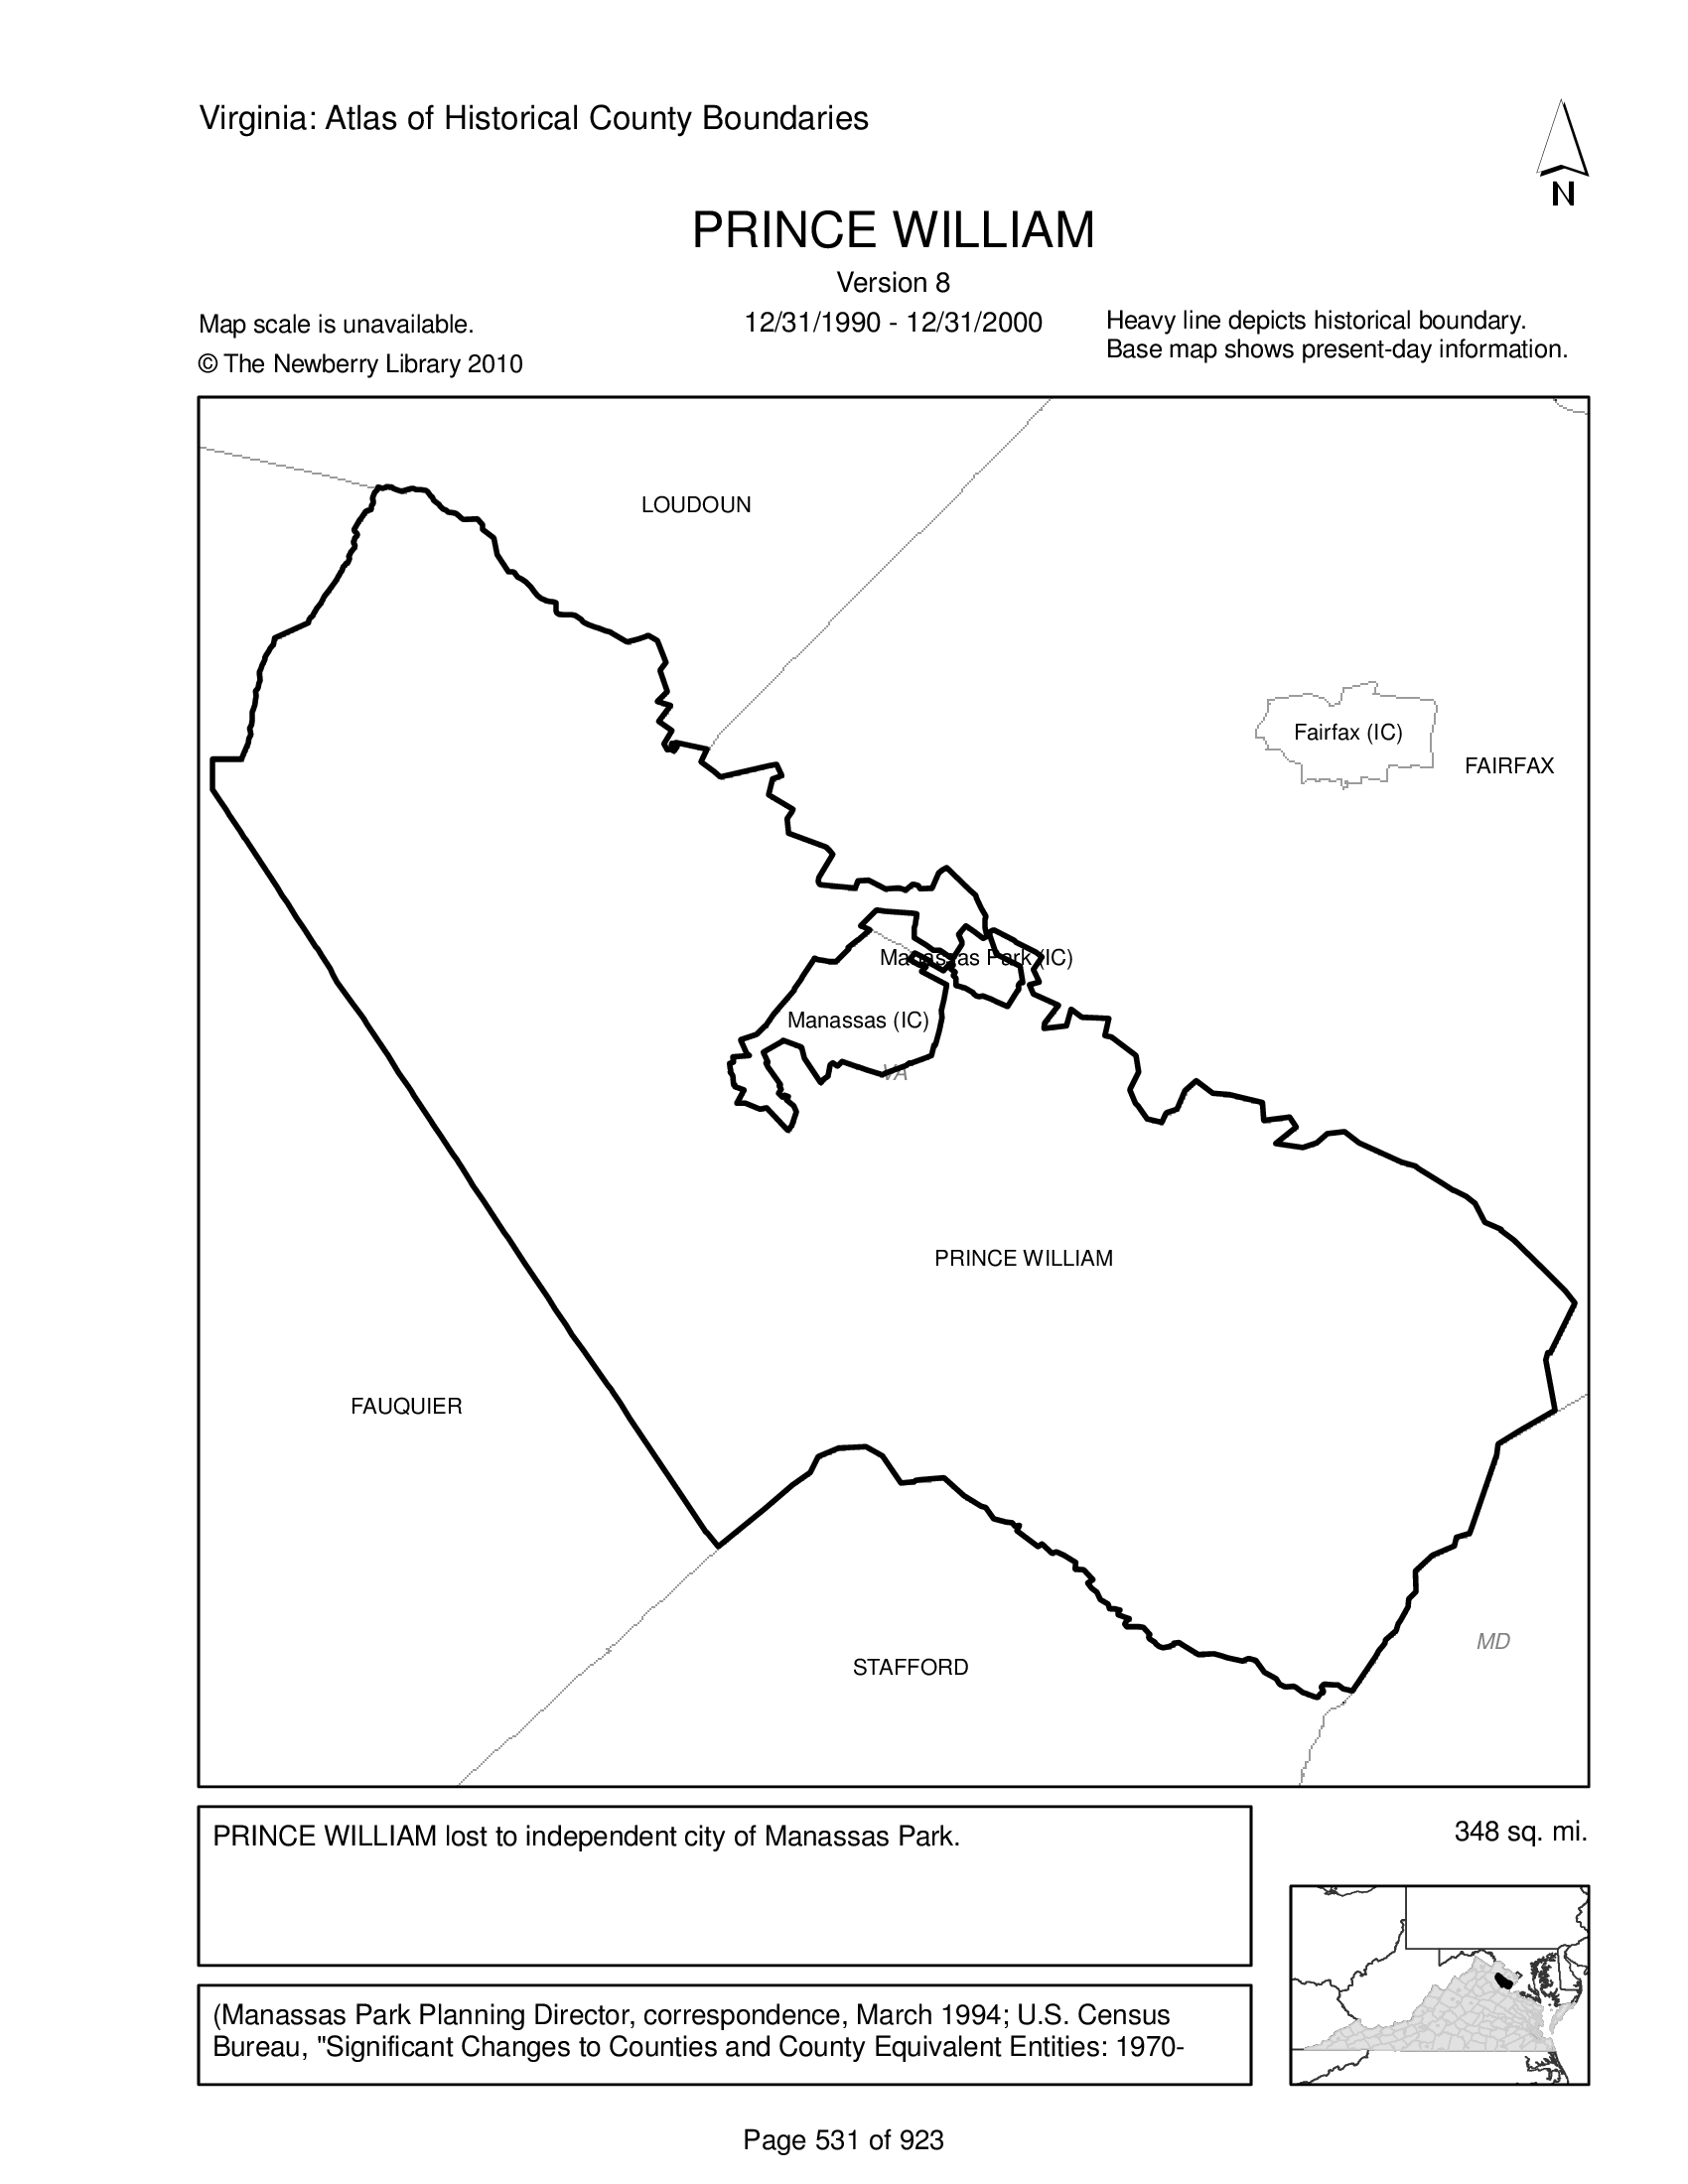 Virginia: Atlas of Historical County Boundaries
N
PRINCE WILLIAM
Version 8
12/31/1990 - 12/31/2000
Map scale is unavailable.
© The Newberry Library 2010
Heavy line depicts historical boundary.
Base map shows present-day information.
LOUDOUN
Fairfax (IC)
FAIRFAX
Manassas Park (IC)
Manassas (IC)
VA
PRINCE WILLIAM
FAUQUIER
MD
STAFFORD
PRINCE WILLIAM lost to independent city of Manassas Park.
348 sq. mi.
(Manassas Park Planning Director, correspondence, March 1994; U.S. Census
Bureau, "Significant Changes to Counties and County Equivalent Entities: 1970-
Page 531 of 923